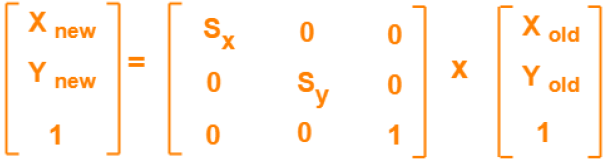 X new = Sx 0 0 x X old
Y new 0 Sy 0 Y old
1 0 0 1 1